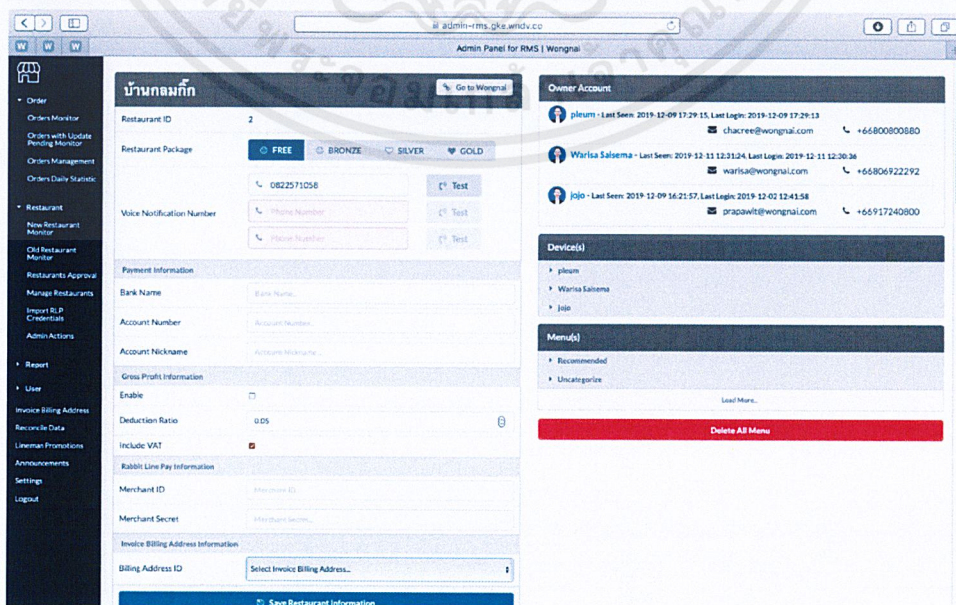 admin-rms.gke.wndv.co
Admin Panel for RMS | Wongnai
W W W
Order
Orders Monitor
Orders with Update
Pending Monitor
Orders Management
Orders Daily Statistic
Restaurant
New Restaurant
Monitor
Old Restaurant
Monitor
Restaurants Approval
Manage Restaurants
Import RLP
Credentials
Admin Actions
Report
User
Invoice Billing Address
Reconcile Data
Lineman Promotions
Announcements
Settings
Logout
บ้านกลมกิ๊ก
Go to Wongnai
Restaurant ID 2
Restaurant Package FREE BRONZE SILVER GOLD
Voice Notification Number
0822571058 Test
Phone Number Test
Phone Number Test
Payment Information
Bank Name Bank Name...
Account Number Account Number...
Account Nickname Account Nickname...
Gross Profit Information
Enable
Deduction Ratio 0.05
Include VAT
Rabbit Line Pay Information
Merchant ID Merchant ID...
Merchant Secret Merchant Secret...
Invoice Billing Address Information
Billing Address ID Select Invoice Billing Address...
Save Restaurant Information
Owner Account
pleum - Last Seen: 2019-12-09 17:29:15, Last Login: 2019-12-09 17:29:13
chacree@wongnai.com +66800800880
Warisa Saisema - Last Seen: 2019-12-11 12:31:24, Last Login: 2019-12-11 12:30:36
warisa@wongnai.com +66806922292
jojo - Last Seen: 2019-12-09 16:21:57, Last Login: 2019-12-02 12:41:58
prapawit@wongnai.com +66917240800
Device(s)
pleum
Warisa Saisema
jojo
Menu(s)
Recommended
Uncategorize
Load More..
Delete All Menu